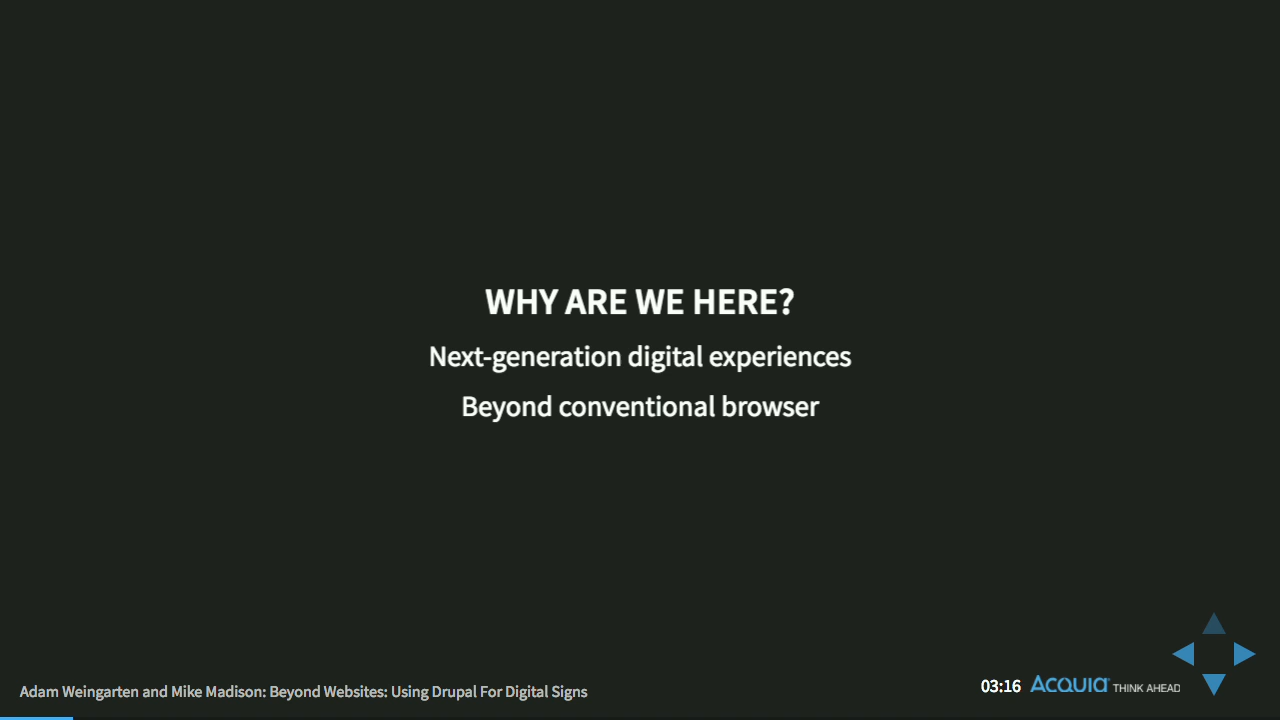 WHY ARE WE HERE?
Next-generation digital experiences
Beyond conventional browser
Adam Weingarten and Mike Madison: Beyond Websites: Using Drupal For Digital Signs
03:16 Acquia THINK AHEAD